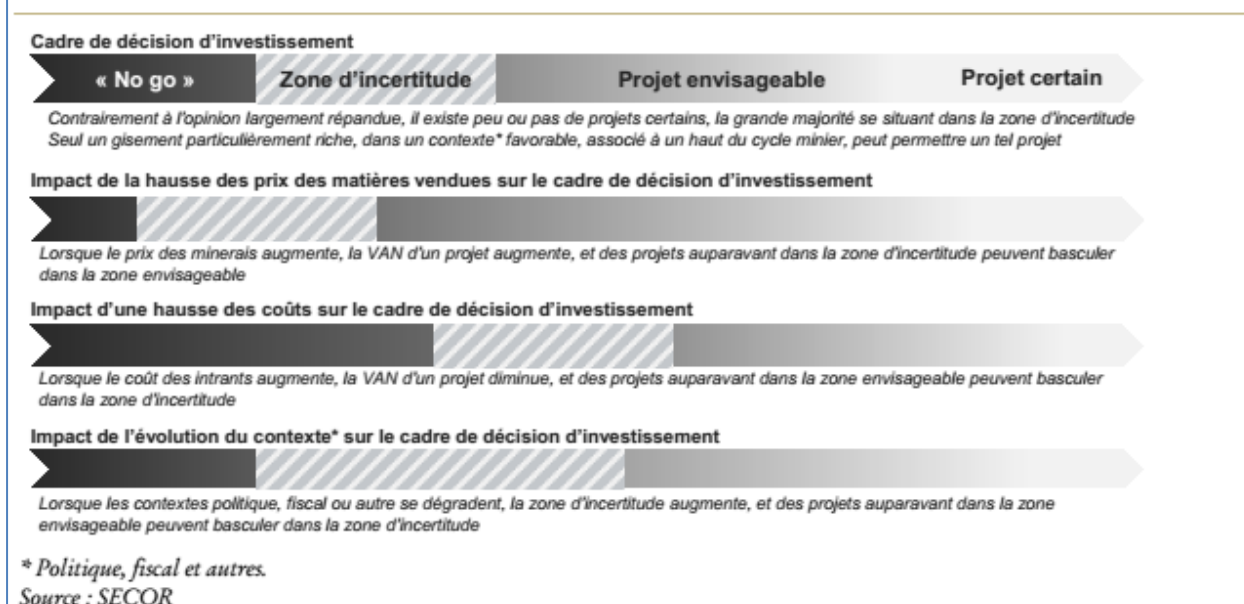 Cadre de décision d'investissement
« No go » Zone d'incertitude Projet envisageable Projet certain
Contrairement à l'opinion largement répandue, il existe peu ou pas de projets certains, la grande majorité se situant dans la zone d'incertitude
Seul un gisement particulièrement riche, dans un contexte* favorable, associé à un haut du cycle minier, peut permettre un tel projet
Impact de la hausse des prix des matières vendues sur le cadre de décision d'investissement
Lorsque le prix des minerais augmente, la VAN d'un projet augmente, et des projets auparavant dans la zone d'incertitude peuvent basculer
dans la zone envisageable
Impact d'une hausse des coûts sur le cadre de décision d'investissement
Lorsque le coût des intrants augmente, la VAN d'un projet diminue, et des projets auparavant dans la zone envisageable peuvent basculer
dans la zone d'incertitude
Impact de l'évolution du contexte* sur le cadre de décision d'investissement
Lorsque les contextes politique, fiscal ou autre se dégradent, la zone d'incertitude augmente, et des projets auparavant dans la zone
envisageable peuvent basculer dans la zone d'incertitude
* Politique, fiscal et autres.
Source : SECOR